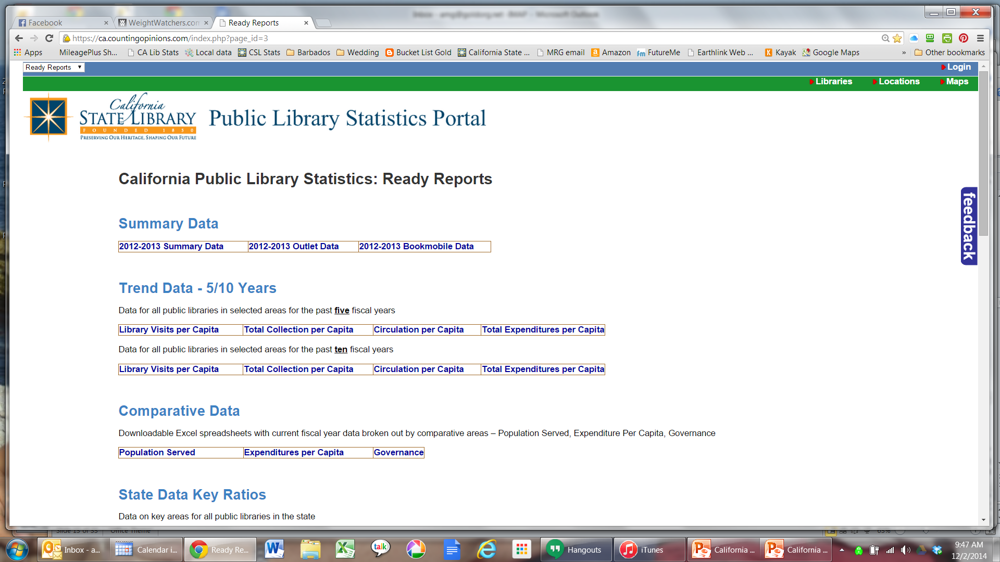 Facebook
WeightWatchers.com
Ready Reports
https://ca.countingopinions.com/index.php?page_id=3
Apps
MileagePlus Sh...
CA Lib Stats
Local data
CSL Stats
Barbados
Wedding
Bucket List Gold
California State ...
MRG email
Amazon
FutureMe
Earthlink Web ...
Kayak
Google Maps
»
Other bookmarks
Ready Reports
Login
Libraries
Locations
Maps
California
STATE LIBRARY
FOUNDED 1850
PRESERVING OUR HERITAGE, SHAPING OUR FUTURE
Public Library Statistics Portal
California Public Library Statistics: Ready Reports
feedback
Summary Data
2012-2013 Summary Data
2012-2013 Outlet Data
2012-2013 Bookmobile Data
Trend Data - 5/10 Years
Data for all public libraries in selected areas for the past five fiscal years
Library Visits per Capita
Total Collection per Capita
Circulation per Capita
Total Expenditures per Capita
Data for all public libraries in selected areas for the past ten fiscal years
Library Visits per Capita
Total Collection per Capita
Circulation per Capita
Total Expenditures per Capita
Comparative Data
Downloadable Excel spreadsheets with current fiscal year data broken out by comparative areas – Population Served, Expenditure Per Capita, Governance
Population Served
Expenditures per Capita
Governance
State Data Key Ratios
Data on key areas for all public libraries in the state
Inbox - a...
Calendar i...
Ready Re...
talk
Hangouts
iTunes
California ...
California ...
9:47 AM
12/2/2014